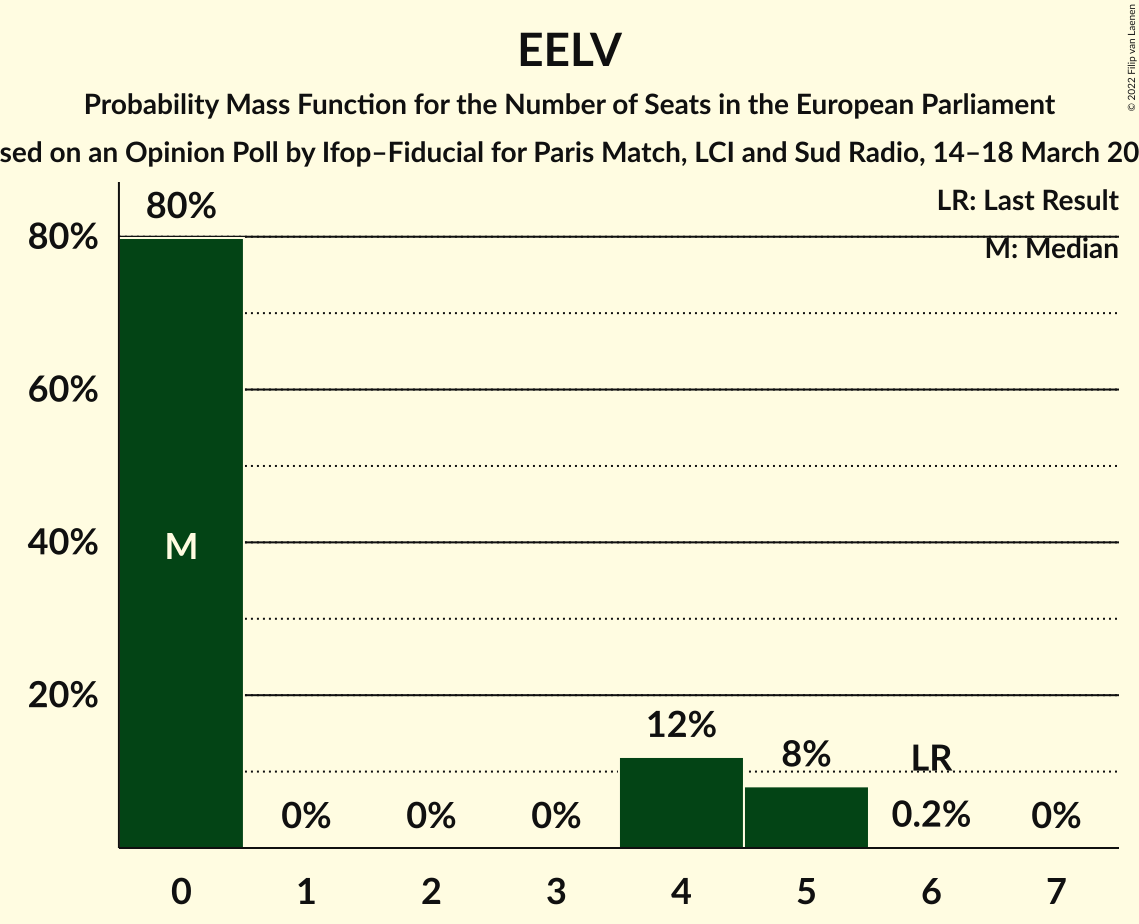 EELV
Probability Mass Function for the Number of Seats in the European Parliament
sed on an Opinion Poll by Ifop–Fiducial for Paris Match, LCI and Sud Radio, 14–18 March 20
© 2022 Filip van Laenen
LR: Last Result
M: Median
80%
60%
40%
20%
80%
M
0%
0%
0%
12%
8%
LR
0.2%
0%
0
1
2
3
4
5
6
7